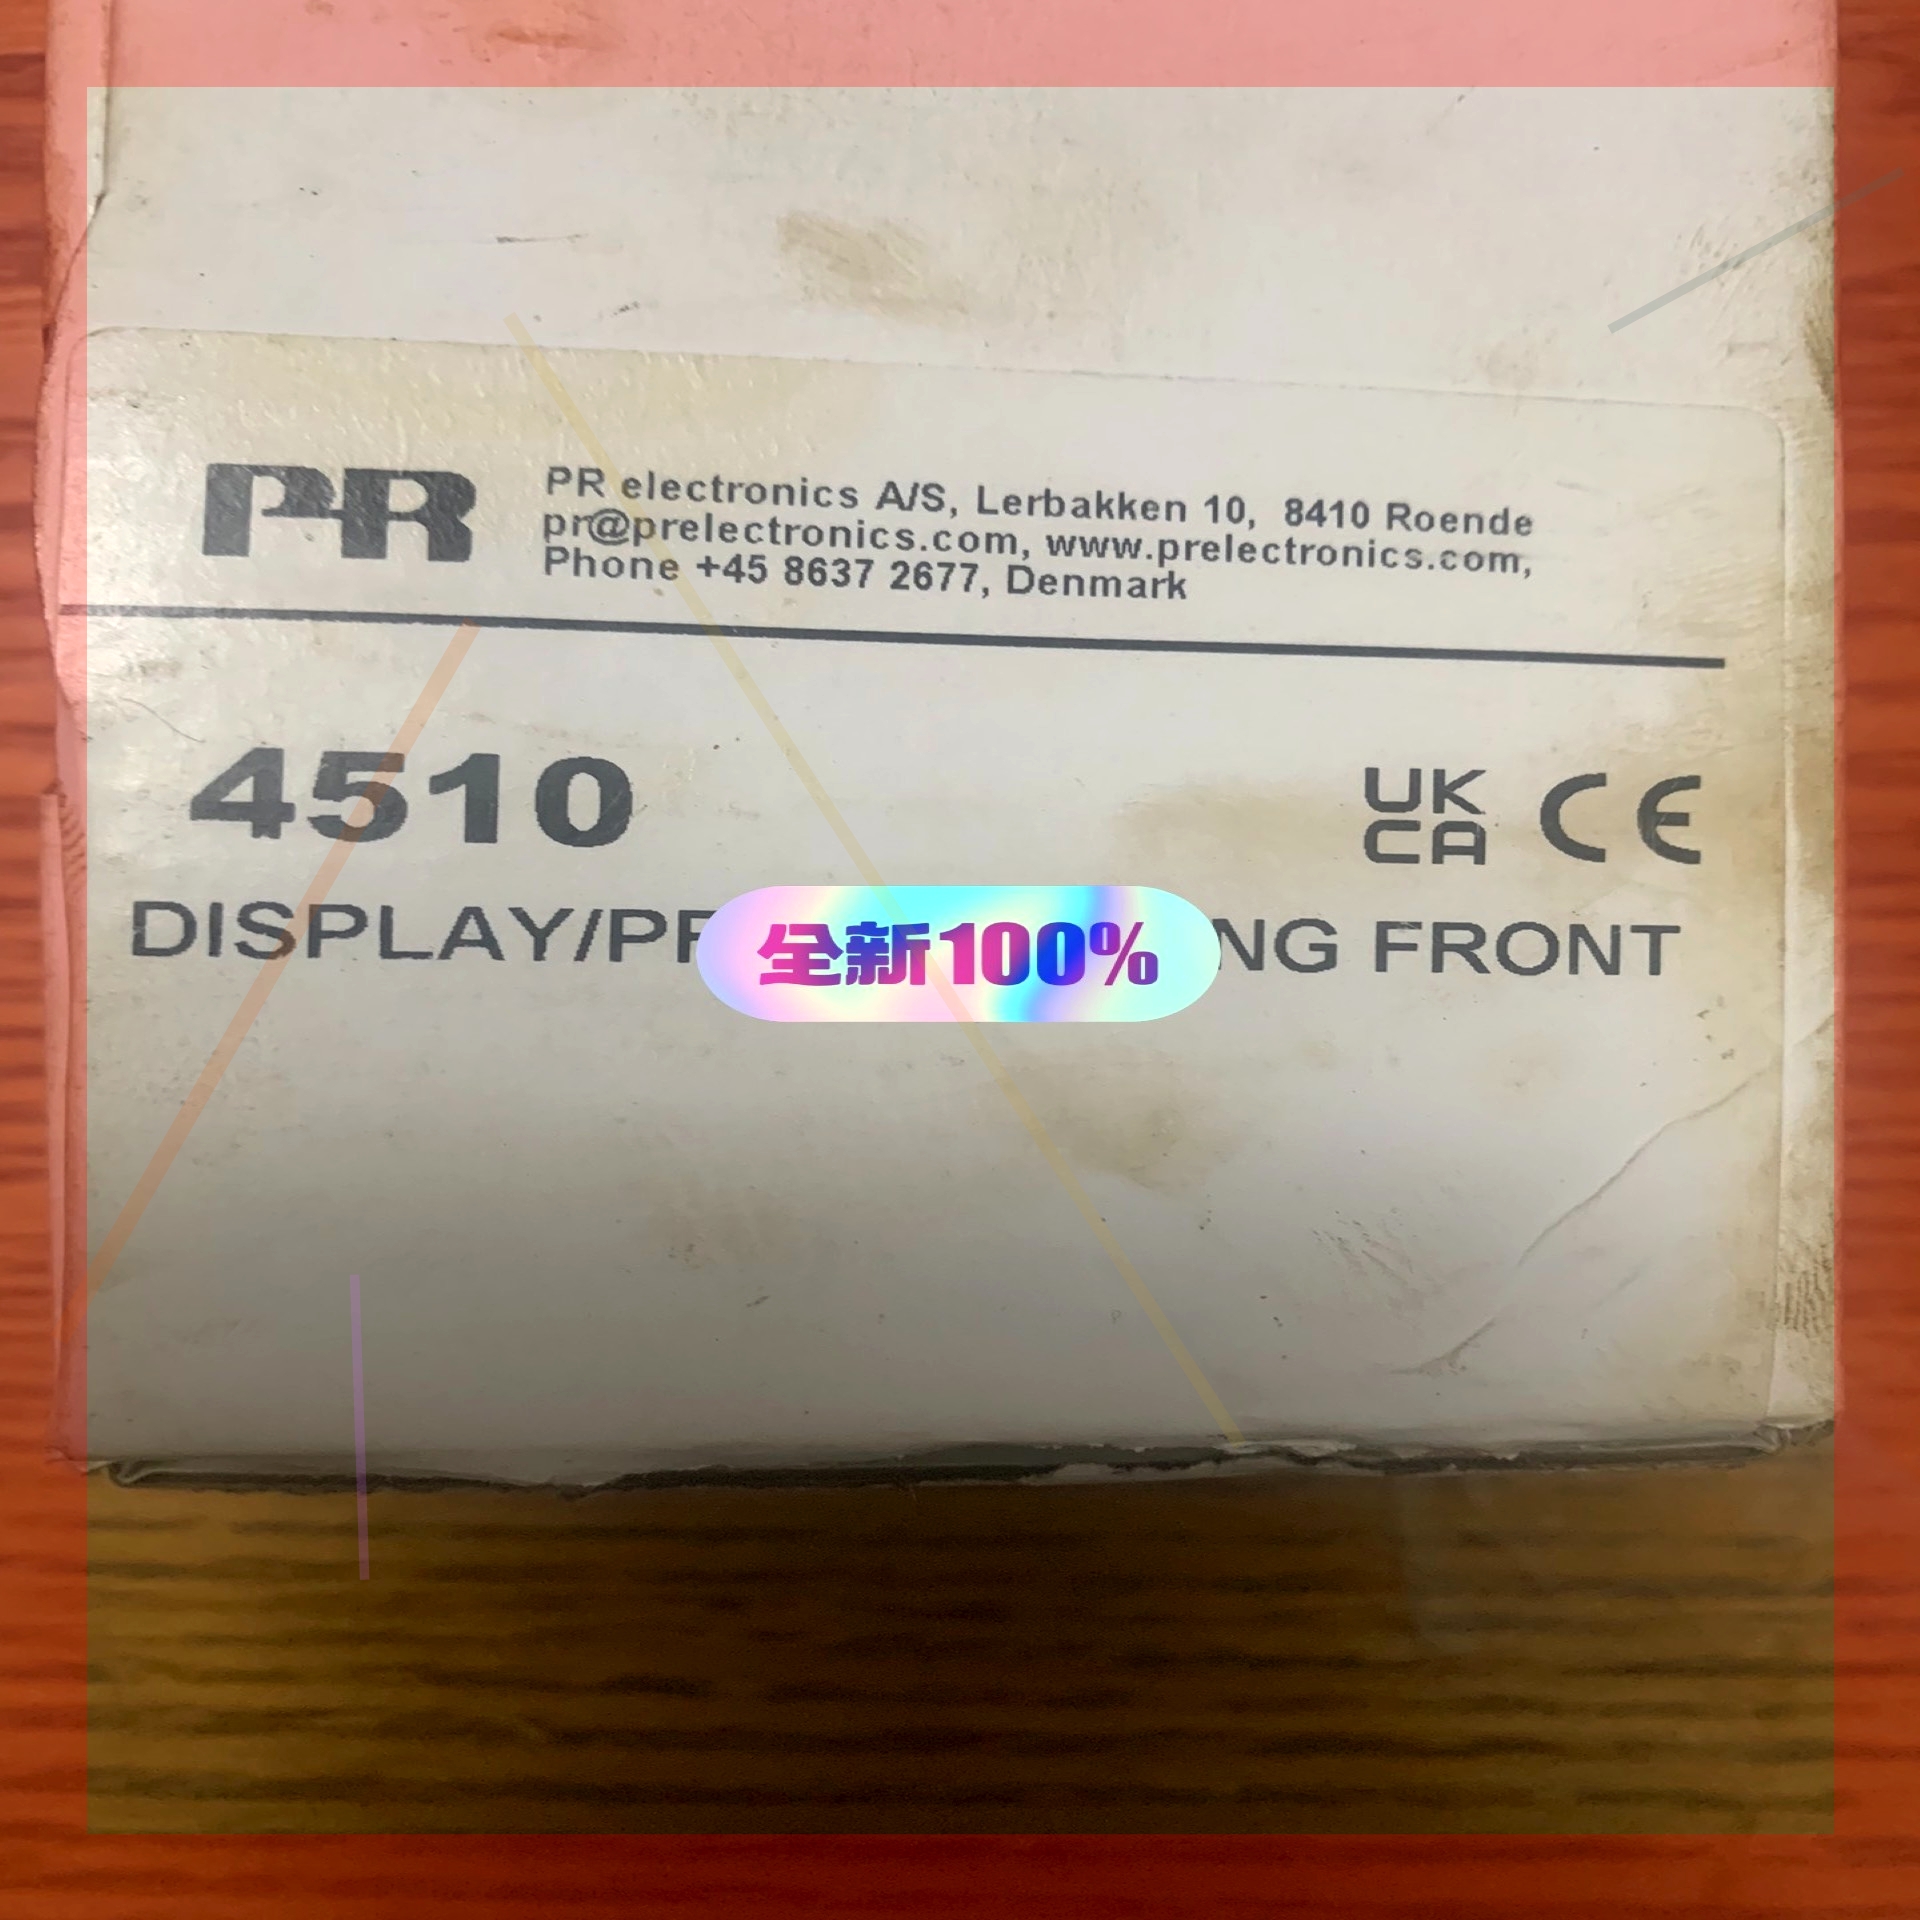 PR
PR electronics A/S, Lerbakken 10, 8410 Roende
pr@prelectronics.com, www.prelectronics.com,
Phone +45 8637 2677, Denmark
4510
UK
CA CE
DISPLAY/PR NG FRONT
全新100%